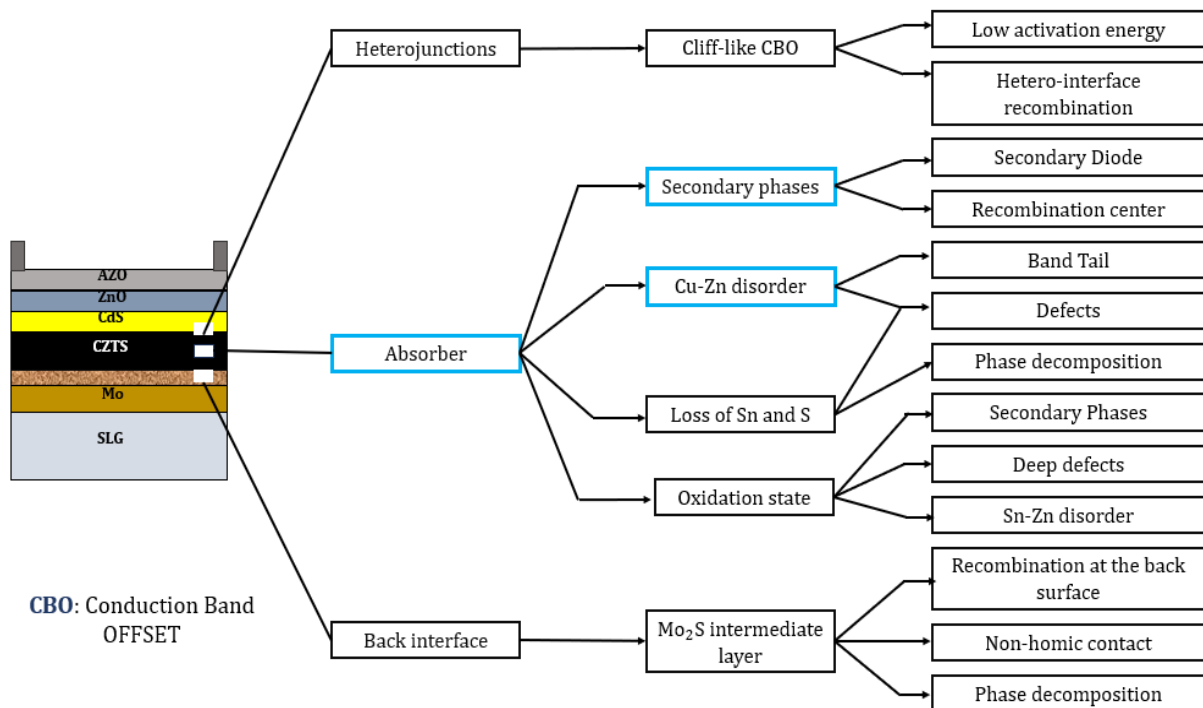 Heterojunctions
Cliff-like CBO
Low activation energy
Hetero-interface
recombination
Secondary phases
Secondary Diode
Recombination center
Cu-Zn disorder
Band Tail
Defects
Absorber
Loss of Sn and S
Phase decomposition
Oxidation state
Secondary Phases
Deep defects
Sn-Zn disorder
Back interface
Mo₂S intermediate
layer
Recombination at the back
surface
Non-homic contact
Phase decomposition
AZO
ZnO
CdS
CZTS
Mo
SLG
CBO: Conduction Band
OFFSET